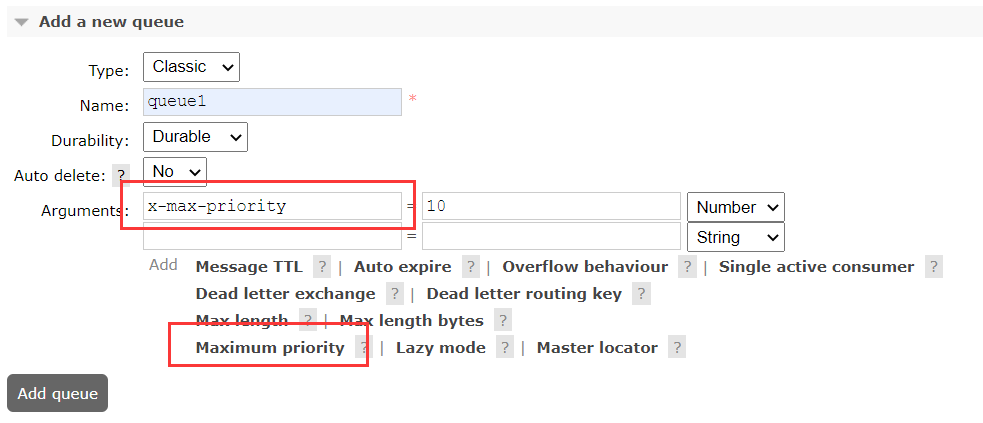 Add a new queue
Type: Classic
Name: queue1 *
Durability: Durable
Auto delete: ? No
Arguments: x-max-priority = 10 Number
= String
Add Message TTL ? | Auto expire ? | Overflow behaviour ? | Single active consumer ?
Dead letter exchange ? | Dead letter routing key ?
Max length ? | Max length bytes ?
Maximum priority ? | Lazy mode ? | Master locator ?
Add queue